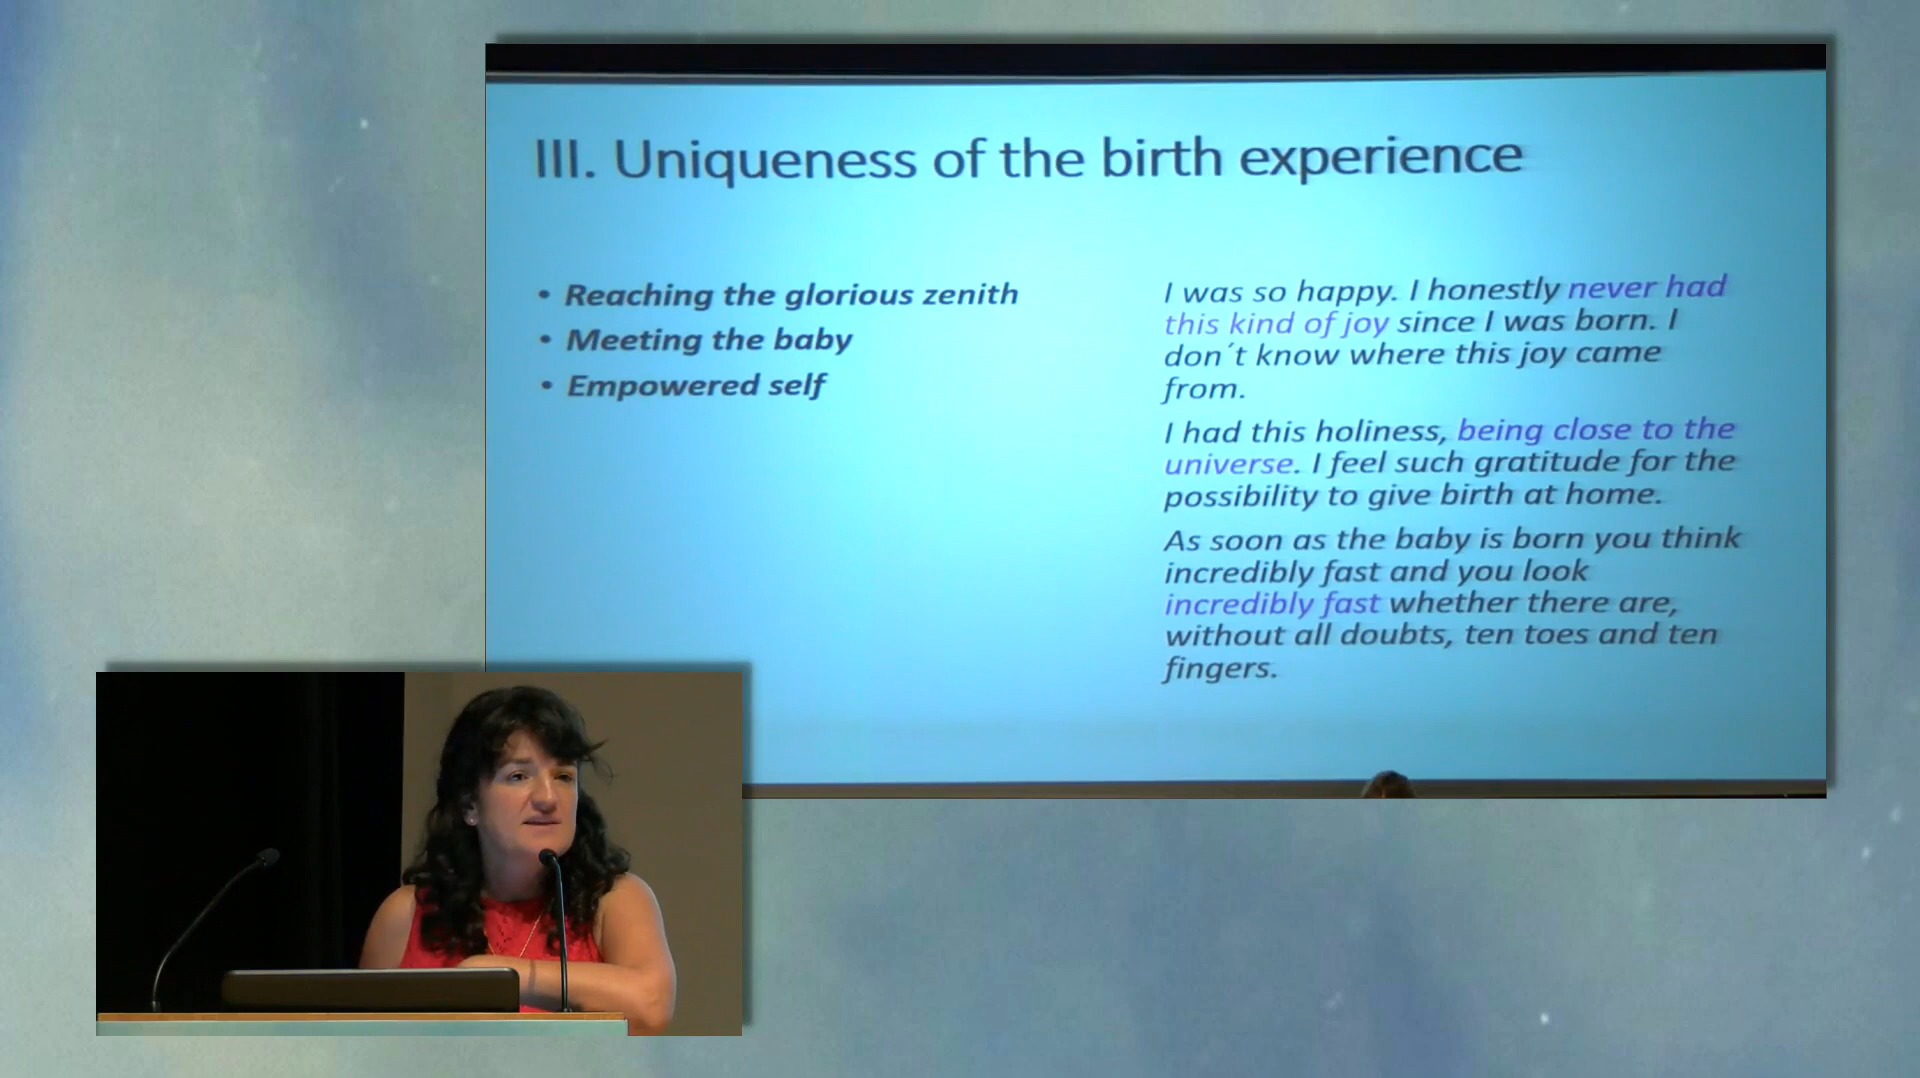 III. Uniqueness of the birth experience
• Reaching the glorious zenith
• Meeting the baby
• Empowered self
I was so happy. I honestly never had
this kind of joy since I was born. I
don´t know where this joy came
from.
I had this holiness, being close to the
universe. I feel such gratitude for the
possibility to give birth at home.
As soon as the baby is born you think
incredibly fast and you look
incredibly fast whether there are,
without all doubts, ten toes and ten
fingers.